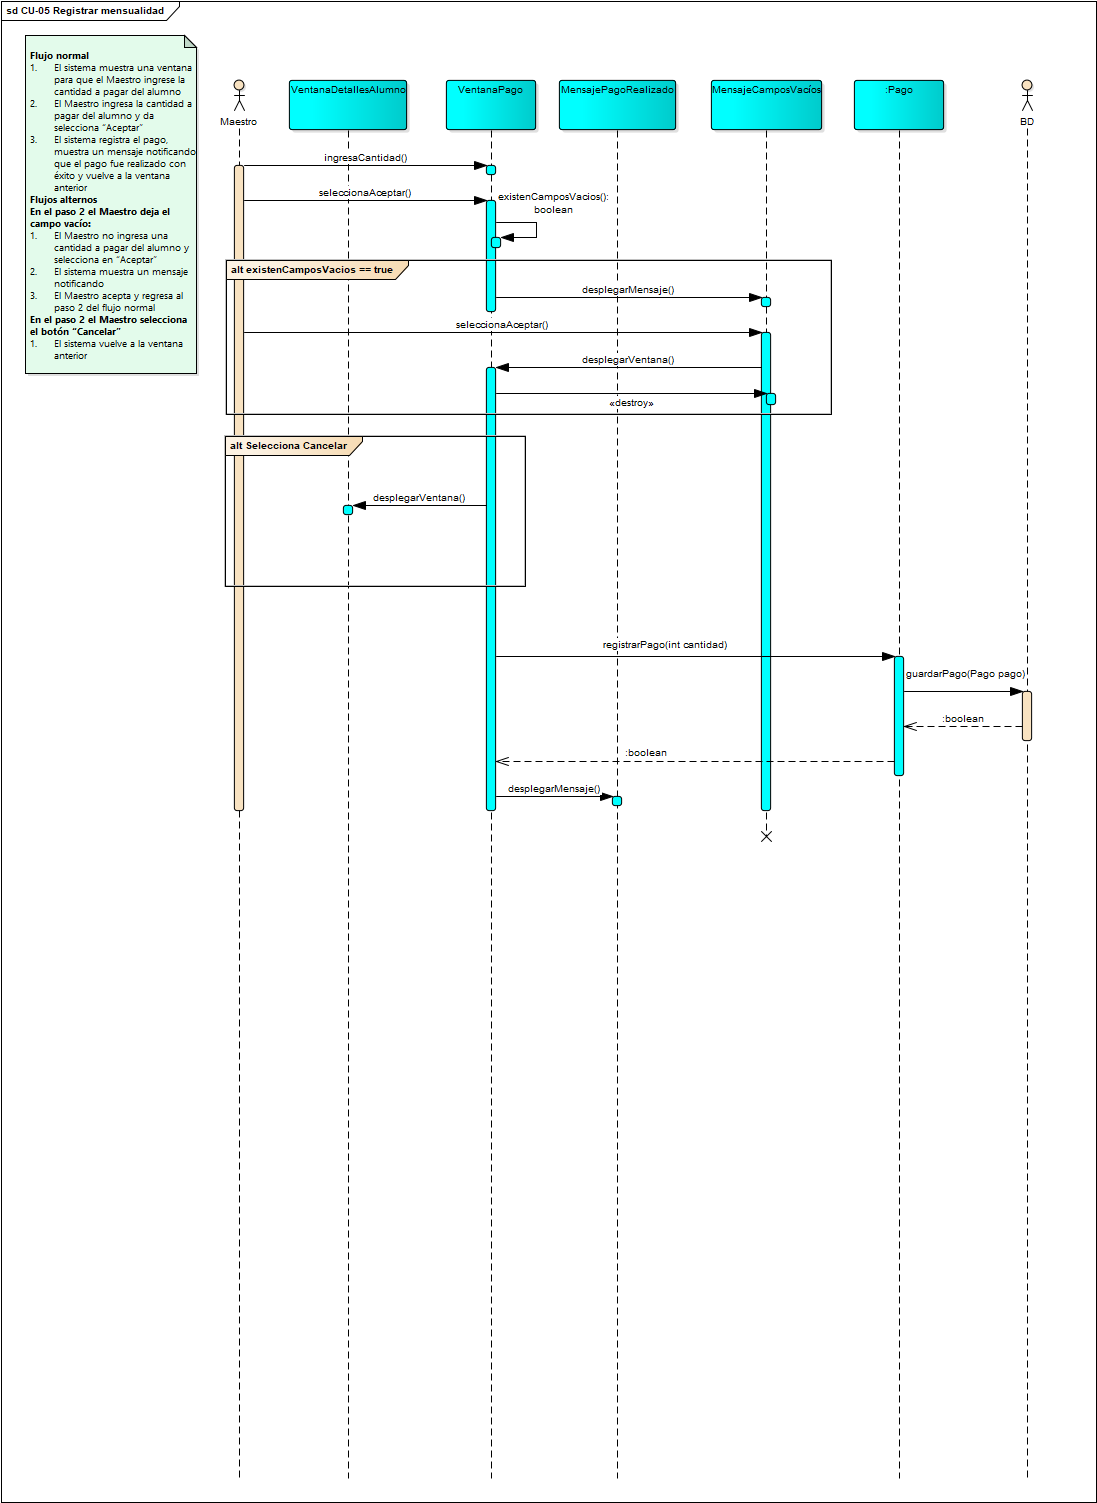 sd CU-05 Registrar mensualidad
Flujo normal
1. El sistema muestra una ventana
para que el Maestro ingrese la
cantidad a pagar del alumno
2. El Maestro ingresa la cantidad a
pagar del alumno y da
selecciona “Aceptar”
3. El sistema registra el pago,
muestra un mensaje notificando
que el pago fue realizado con
éxito y vuelve a la ventana
anterior
Flujos alternos
En el paso 2 el Maestro deja el
campo vacío:
1. El Maestro no ingresa una
cantidad a pagar del alumno y
selecciona en “Aceptar”
2. El sistema muestra un mensaje
notificando
3. El Maestro acepta y regresa al
paso 2 del flujo normal
En el paso 2 el Maestro selecciona
el botón “Cancelar”
1. El sistema vuelve a la ventana
anterior
Maestro
VentanaDetallesAlumno
VentanaPago
MensajePagoRealizado
MensajeCamposVacíos
:Pago
BD
ingresaCantidad()
seleccionaAceptar()
existenCamposVacios():
boolean
alt existenCamposVacios == true
desplegarMensaje()
seleccionaAceptar()
desplegarVentana()
«destroy»
alt Selecciona Cancelar
desplegarVentana()
registrarPago(int cantidad)
guardarPago(Pago pago)
:boolean
:boolean
desplegarMensaje()